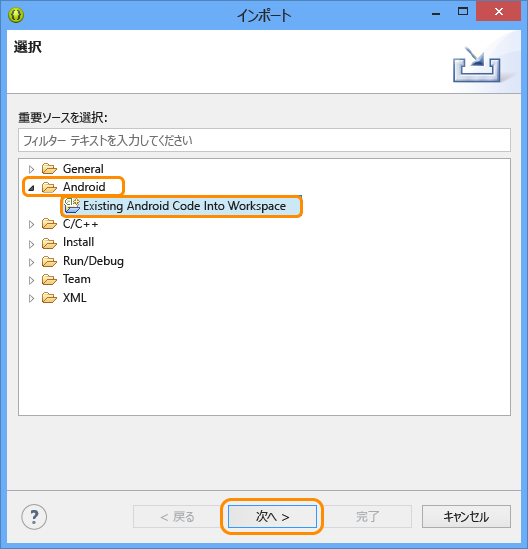 インポート
選択
重要ソースを選択:
フィルター テキストを入力してください
General
Android
Existing Android Code Into Workspace
C/C++
Install
Run/Debug
Team
XML
? < 戻る 次へ > 完了 キャンセル